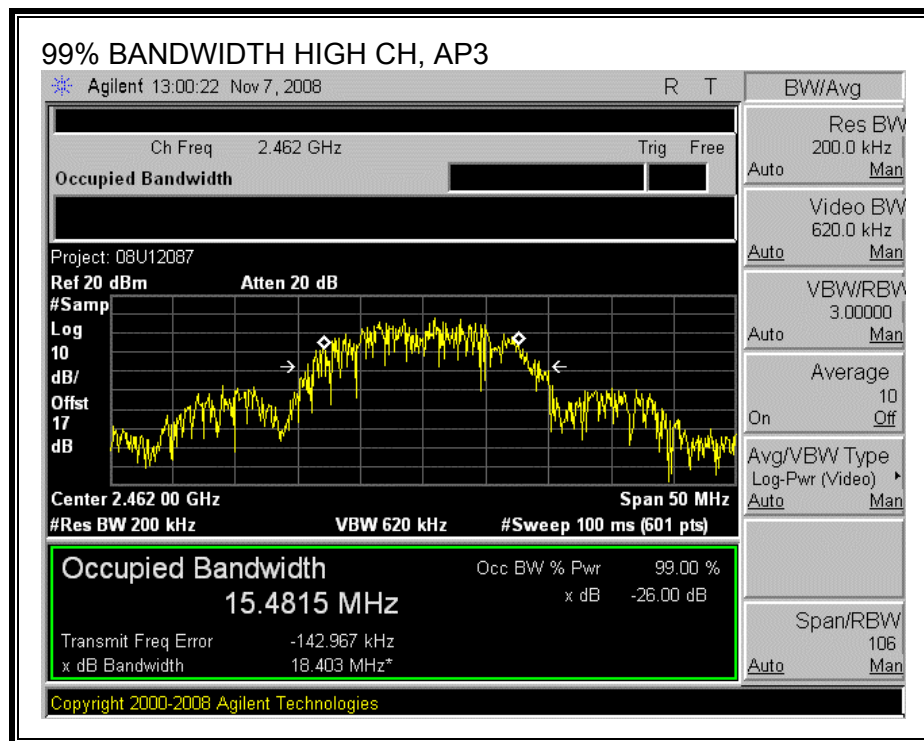 99% BANDWIDTH HIGH CH, AP3
Agilent 13:00:22 Nov 7, 2008
R T
BW/Avg
Ch Freq 2.462 GHz
Trig Free
Occupied Bandwidth
Res BW
200.0 kHz
Auto Man
Video BW
620.0 kHz
Auto Man
VBW/RBW
3.00000
Auto Man
Average
10
On Off
Avg/VBW Type
Log-Pwr (Video)
Auto Man
Span/RBW
106
Auto Man
Project: 08U12087
Ref 20 dBm Atten 20 dB
#Samp
Log
10
dB/
Offst
17
dB
Center 2.462 00 GHz Span 50 MHz
#Res BW 200 kHz VBW 620 kHz #Sweep 100 ms (601 pts)
Occupied Bandwidth
15.4815 MHz
Occ BW % Pwr 99.00 %
x dB -26.00 dB
Transmit Freq Error -142.967 kHz
x dB Bandwidth 18.403 MHz*
Copyright 2000-2008 Agilent Technologies